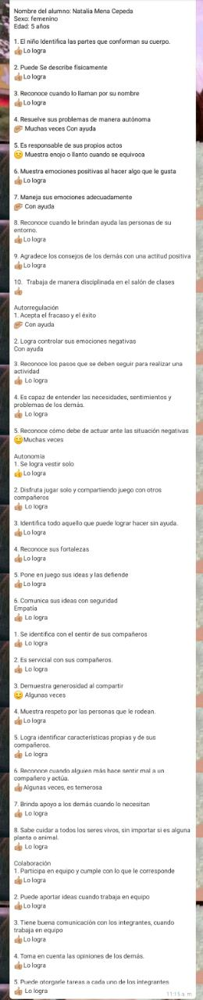 Nombre del alumno: Natalia Mena Cepeda
Sexo: femenino
Edad: 5 años
1. El niño Identifica las partes que conforman su cuerpo.
👍🏼Lo logra
2. Puede Se describe físicamente
👍🏼Lo logra
3. Reconoce cuando lo llaman por su nombre
👍🏼Lo logra
4. Resuelve sus problemas de manera autónoma
Muchas veces Con ayuda
5. Es responsable de sus propios actos
Muestra enojo o llanto cuando se equivoca
6. Muestra emociones positivas al hacer algo que le gusta
👍🏼Lo logra
7. Maneja sus emociones adecuadamente
Con ayuda
8. Reconoce cuando le brindan ayuda las personas de su
entorno.
👍🏼Lo logra
9. Agradece los consejos de los demás con una actitud positiva
👍🏼Lo logra
10. Trabaja de manera disciplinada en el salón de clases
👍🏼
Autorregulación
1. Acepta el fracaso y el éxito
Con ayuda
2. Logra controlar sus emociones negativas
Con ayuda
3. Reconoce los pasos que se deben seguir para realizar una
actividad
👍🏼 Lo logra
4. Es capaz de entender las necesidades, sentimientos y
problemas de los demás.
👍🏼 Lo logra
5. Reconoce cómo debe de actuar ante las situación negativas
Muchas veces
Autonomía
1. Se logra vestir solo
👍Lo logra
2. Disfruta jugar solo y compartiendo juego con otros
compañeros
👍🏼Lo logra
3. Identifica todo aquello que puede lograr hacer sin ayuda.
👍🏼Lo logra
4. Reconoce sus fortalezas
👍🏼Lo logra
5. Pone en juego sus ideas y las defiende
👍🏼Lo logra
6. Comunica sus ideas con seguridad
👍🏼 Lo logra
Empatía
1. Se identifica con el sentir de sus compañeros
👍🏼 Lo logra
2. Es servicial con sus compañeros.
👍🏼 Lo logra
3. Demuestra generosidad al compartir
Algunas veces
4. Muestra respeto por las personas que le rodean.
👍🏼Lo logra
5. Logra identificar características propias y de sus
compañeros.
👍🏼 Lo logra
6. Reconoce cuando alguien más hace sentir mal a un
compañero y actúa.
👍🏼Algunas veces, es temerosa
7. Brinda apoyo a los demás cuando lo necesitan
👍🏼 Lo logra
8. Sabe cuidar a todos los seres vivos, sin importar si es alguna
planta o animal.
👍🏼 Lo logra
Colaboración
1. Participa en equipo y cumple con lo que le corresponde
👍🏼Lo logra
2. Puede aportar ideas cuando trabaja en equipo
👍🏼Lo logra
3. Tiene buena comunicación con los integrantes, cuando
trabaja en equipo
👍🏼 Lo logra
4. Toma en cuenta las opiniones de los demás.
👍🏼Lo logra
5. Puede otorgarle tareas a cada uno de los integrantes
👍🏼 Lo logra
11:15 a. m.